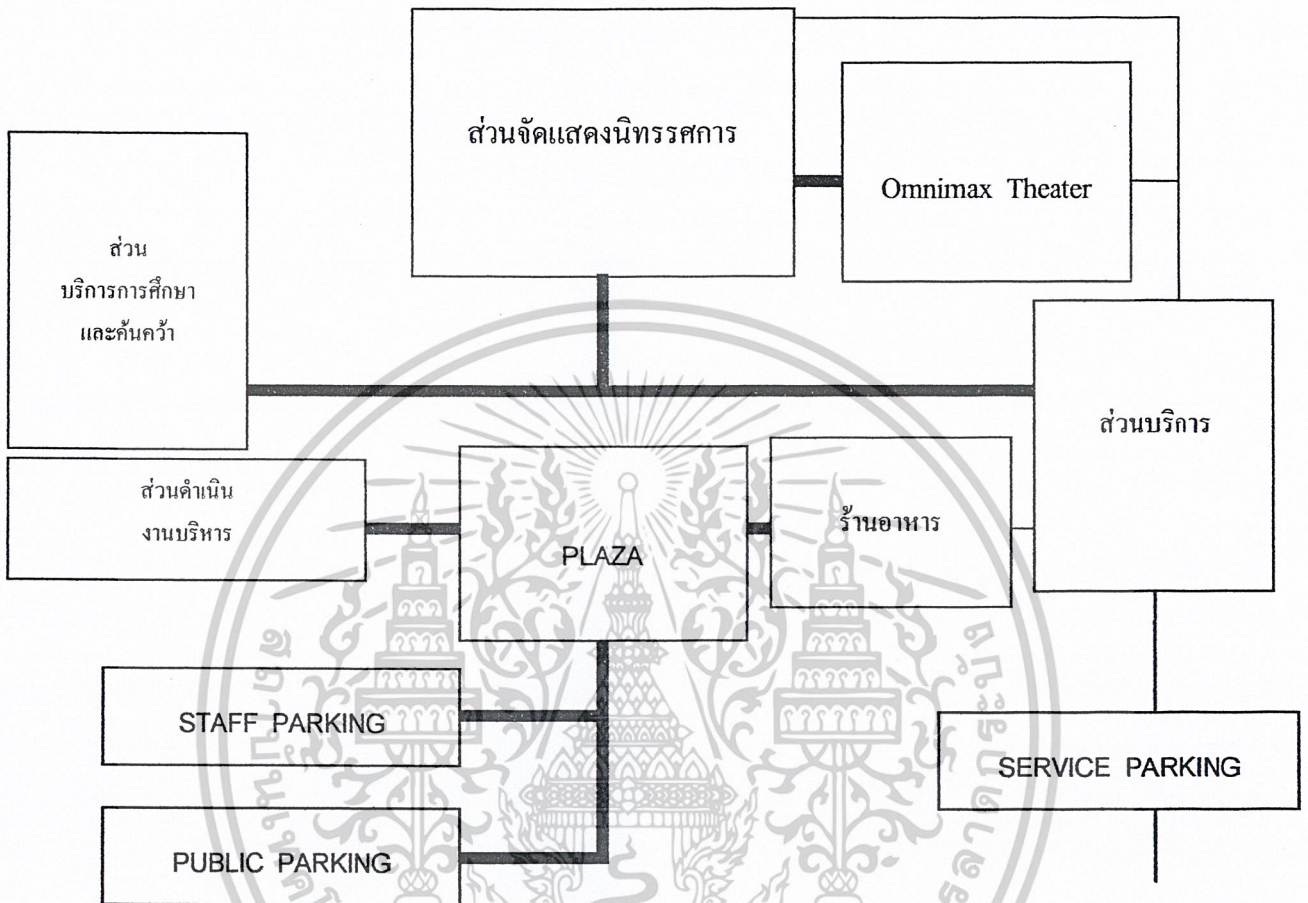 ส่วนจัดแสดงนิทรรศการ
Omnimax Theater
ส่วน
บริการการศึกษา
และค้นคว้า
ส่วนบริการ
ส่วนดำเนิน
งานบริหาร
PLAZA
ร้านอาหาร
STAFF PARKING
SERVICE PARKING
PUBLIC PARKING